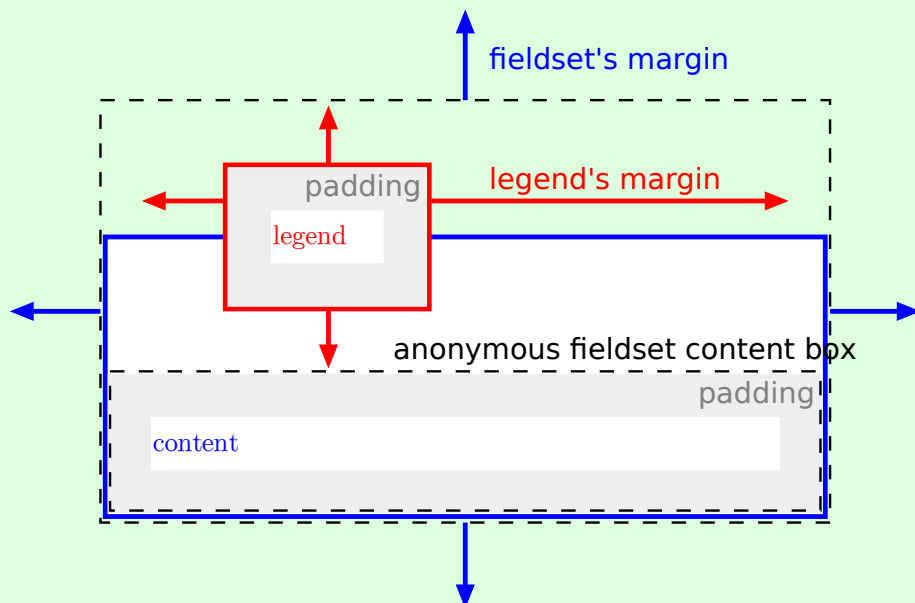 fieldset's margin
legend's margin
padding
legend
anonymous fieldset content box
padding
content